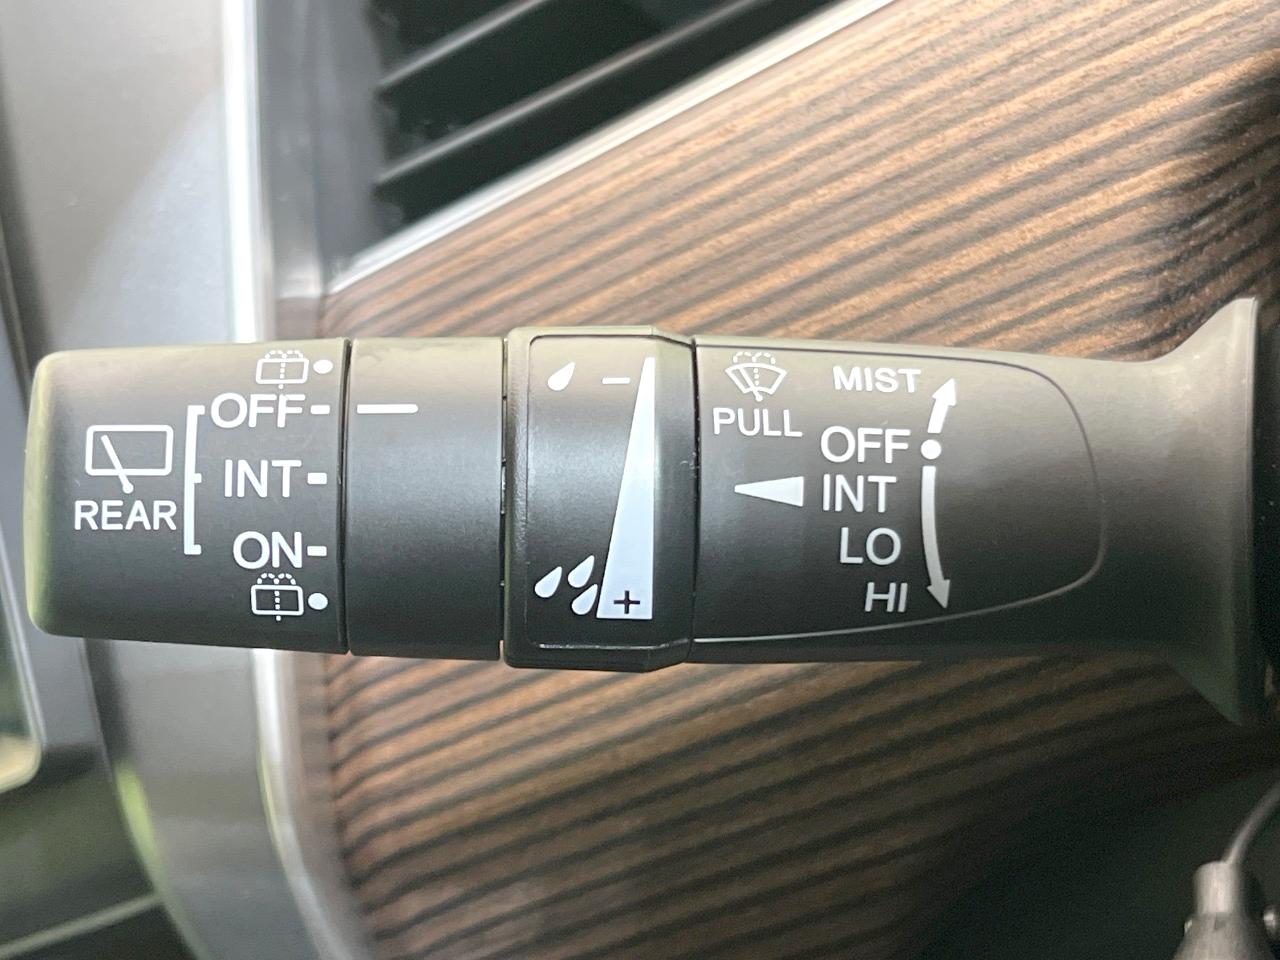 REAR
OFF
INT
ON
−
+
PULL
MIST
OFF
INT
LO
HI